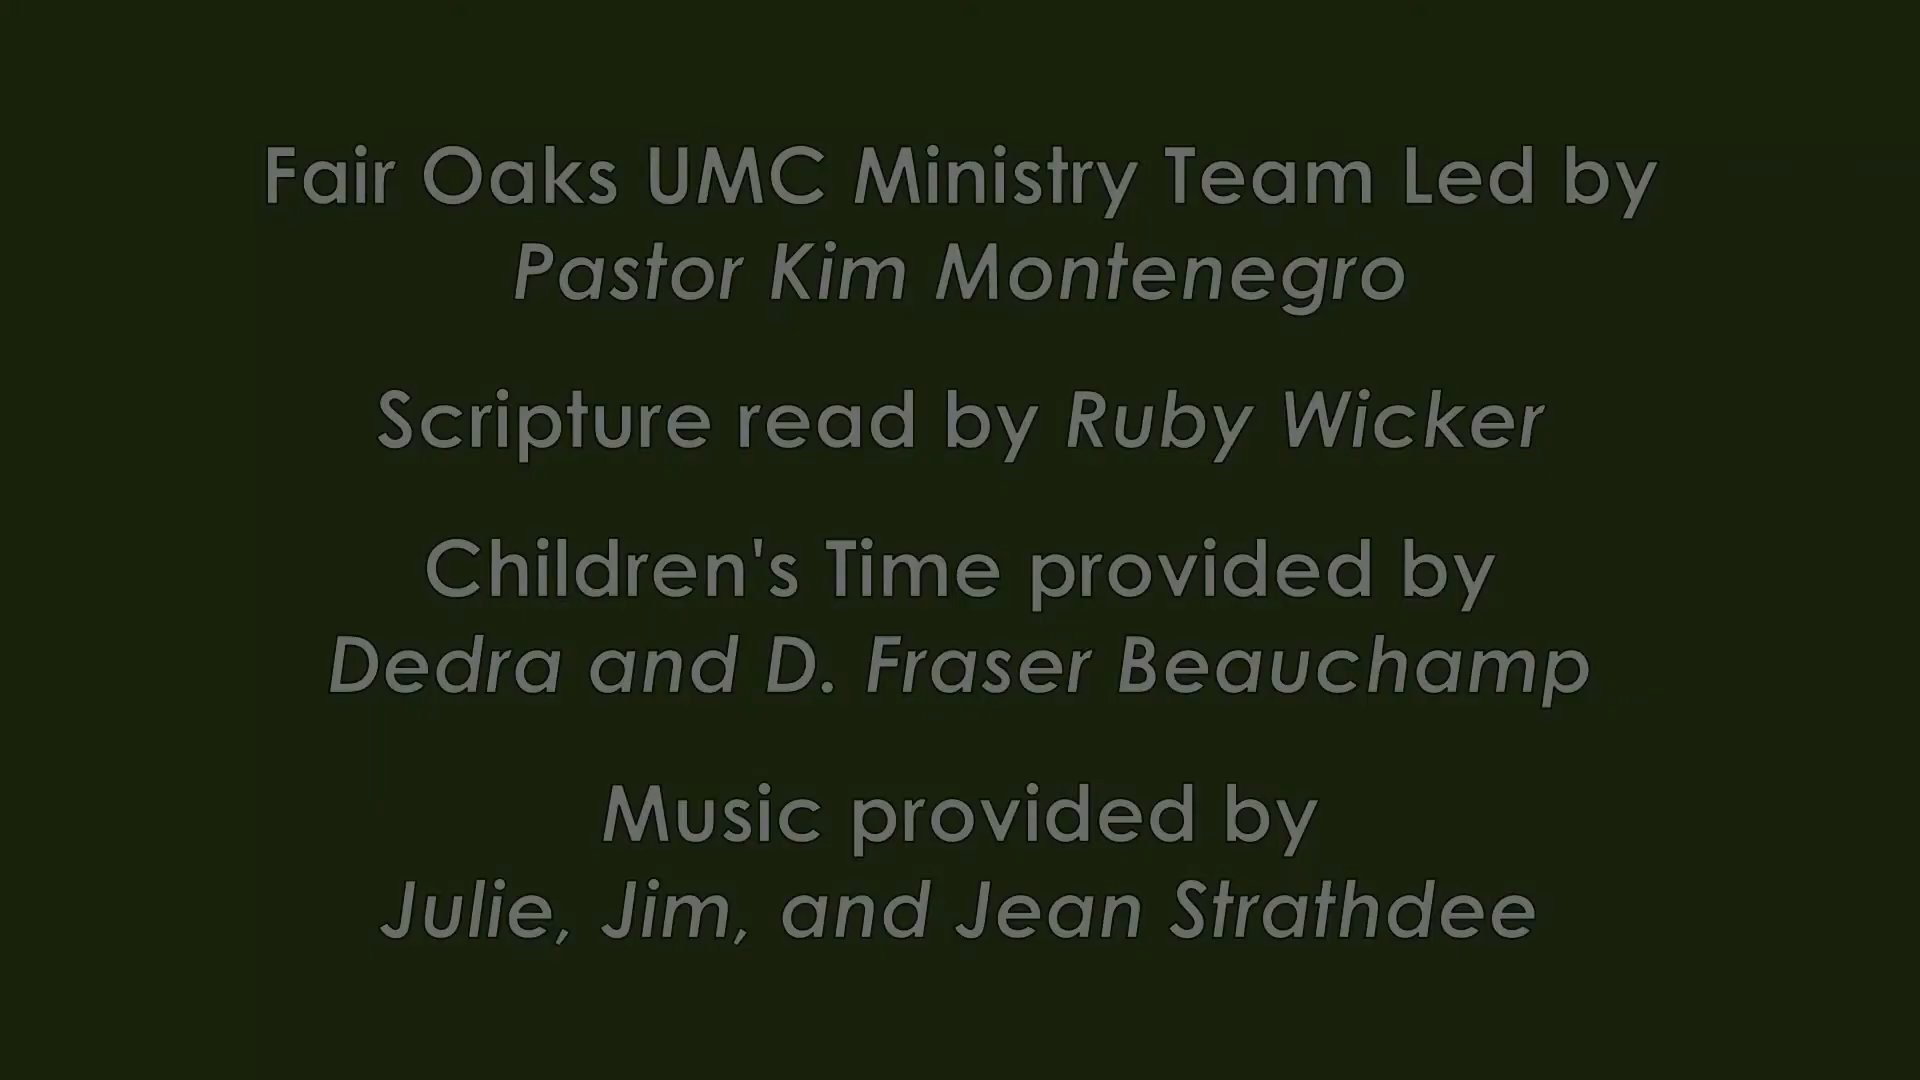 Fair Oaks UMC Ministry Team Led by
Pastor Kim Montenegro
Scripture read by Ruby Wicker
Children's Time provided by
Dedra and D. Fraser Beauchamp
Music provided by
Julie, Jim, and Jean Strathdee